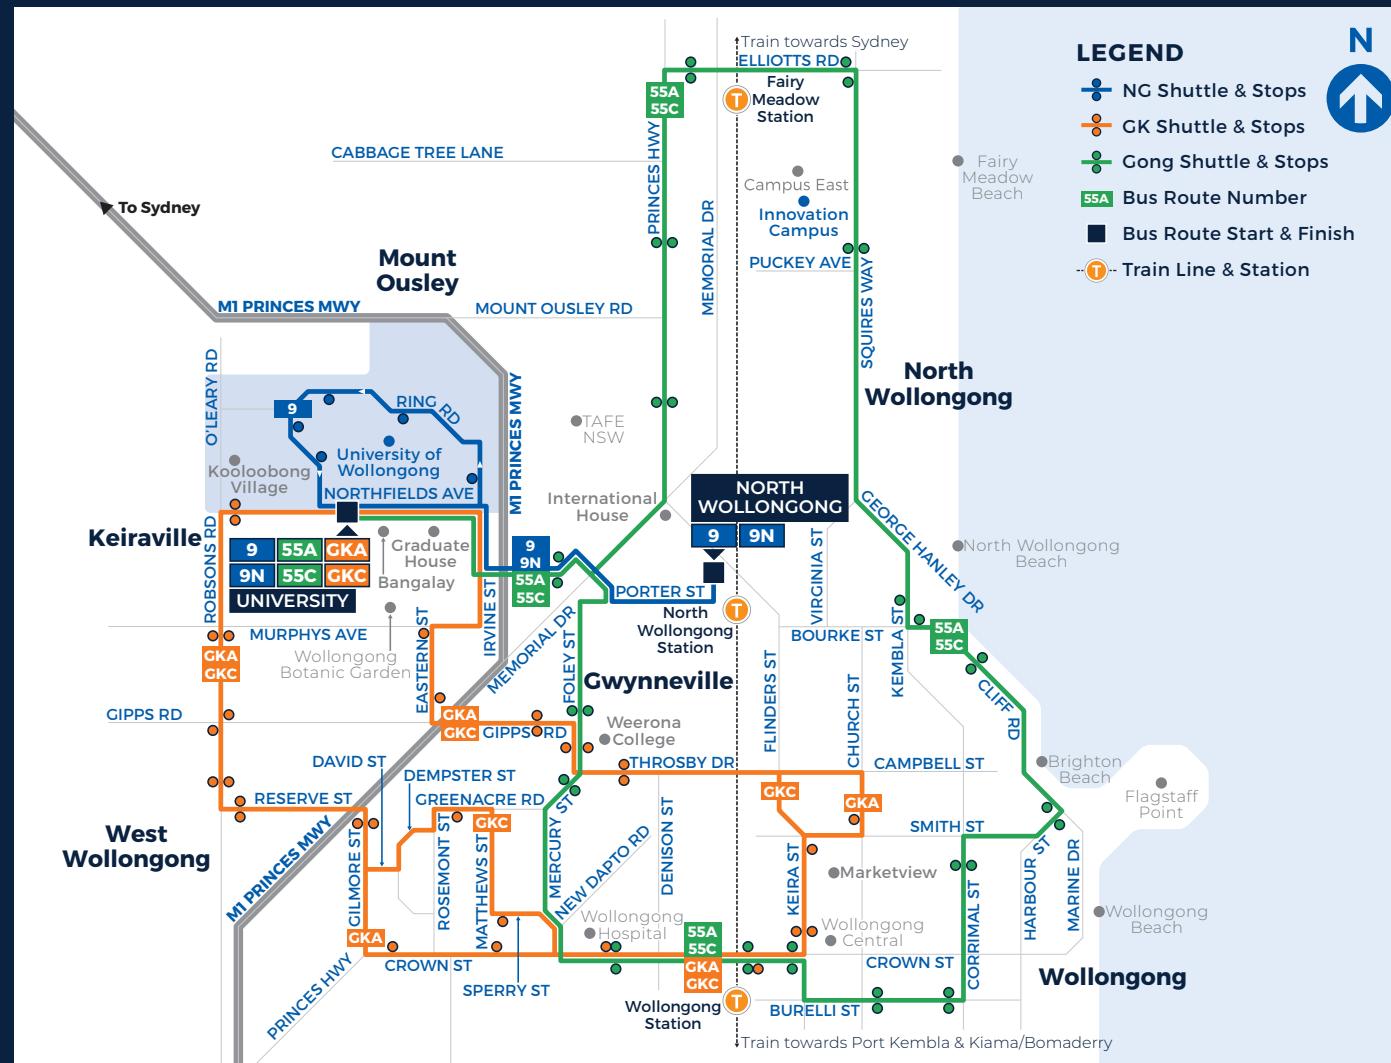 Train towards Sydney
ELLIOTTS RD
55A
55C
Fairy
Meadow
Station
T
LEGEND
N
NG Shuttle & Stops
GK Shuttle & Stops
Gong Shuttle & Stops
55A
Bus Route Number
Bus Route Start & Finish
T
Train Line & Station
CABBAGE TREE LANE
PRINCES HWY
MEMORIAL DR
Campus East
Innovation
Campus
Fairy
Meadow
Beach
To Sydney
Mount
Ousley
PUCKEY AVE
SQUIRES WAY
M1 PRINCES MWY
MOUNT OUSLEY RD
O'LEARY RD
M1 PRINCES MWY
North
Wollongong
9
RING RD
University of
Wollongong
TAFE
NSW
Kooloobong
Village
NORTHFIELDS AVE
International
House
NORTH
WOLLONGONG
9
9N
GEORGE HANLEY DR
Keiraville
ROBSONS RD
9
55A
GKA
9N
55C
GKC
UNIVERSITY
Graduate
House
Bangalay
9
9N
55A
55C
North Wollongong
Beach
VIRGINIA ST
PORTER ST
T
North
Wollongong
Station
MURPHYS AVE
Wollongong
Botanic Garden
EASTERN ST
IRVINE ST
MEMORIAL DR
FOLEY ST
BOURKE ST
KEMBLA ST
55A
55C
GKA
GKC
Gwynneville
FLINDERS ST
CHURCH ST
CLIFF RD
GIPPS RD
GKA
GKC
GIPPS RD
Weerona
College
DAVID ST
DEMPSTER ST
THROSBY DR
CAMPBELL ST
Brighton
Beach
Flagstaff
Point
RESERVE ST
GREENACRE RD
GKC
GKC
GKA
West
Wollongong
M1 PRINCES MWY
GILMORE ST
ROSEMONT ST
MATTHEWS ST
MERCURY ST
NEW DAPTO RD
DENISON ST
SMITH ST
KEIRA ST
Marketview
HARBOUR ST
MARINE DR
CORRIMAL ST
Wollongong
Hospital
Wollongong
Central
Wollongong
Beach
GKA
55A
55C
GKA
GKC
CROWN ST
CROWN ST
Wollongong
PRINCES HWY
SPERRY ST
Wollongong
Station
T
BURELLI ST
Train towards Port Kembla & Kiama/Bomaderry